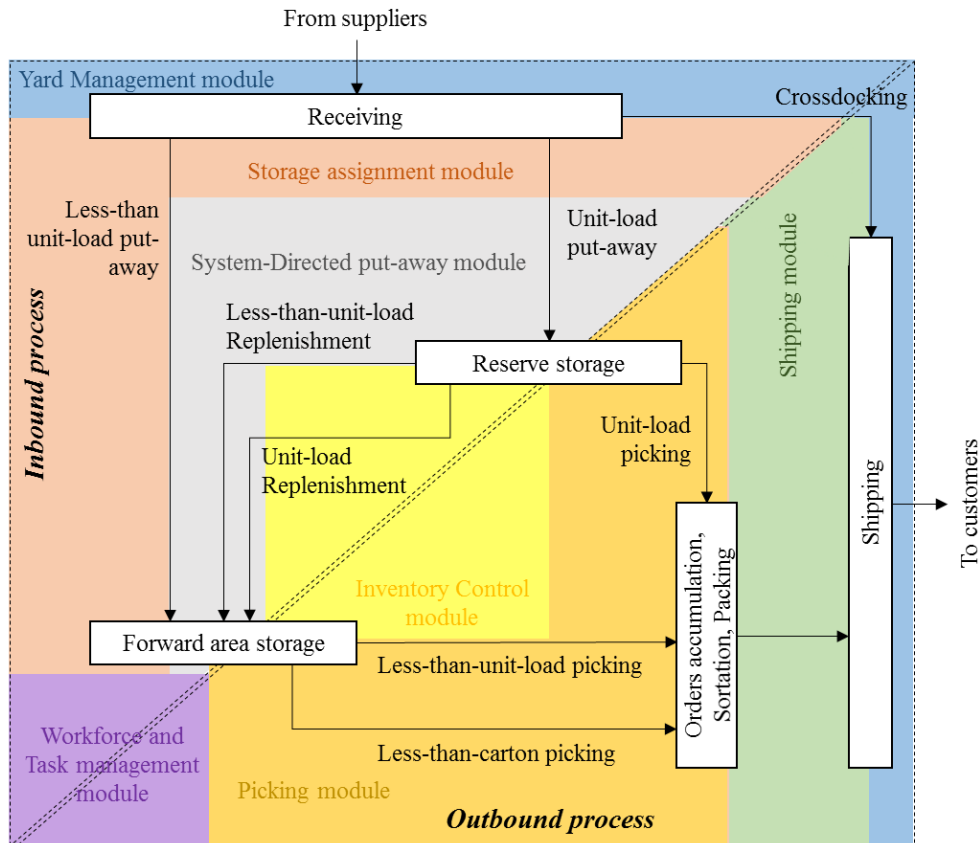 From suppliers
Yard Management module
Crossdocking
Receiving
Storage assignment module
Less-than
unit-load put-
away
Unit-load
put-away
System-Directed put-away module
Shipping module
Less-than-unit-load
Replenishment
Inbound process
Reserve storage
Unit-load
picking
Unit-load
Replenishment
Shipping
To customers
Orders accumulation,
Sortation, Packing
Inventory Control
module
Forward area storage
Less-than-unit-load picking
Workforce and
Task management
module
Less-than-carton picking
Picking module
Outbound process